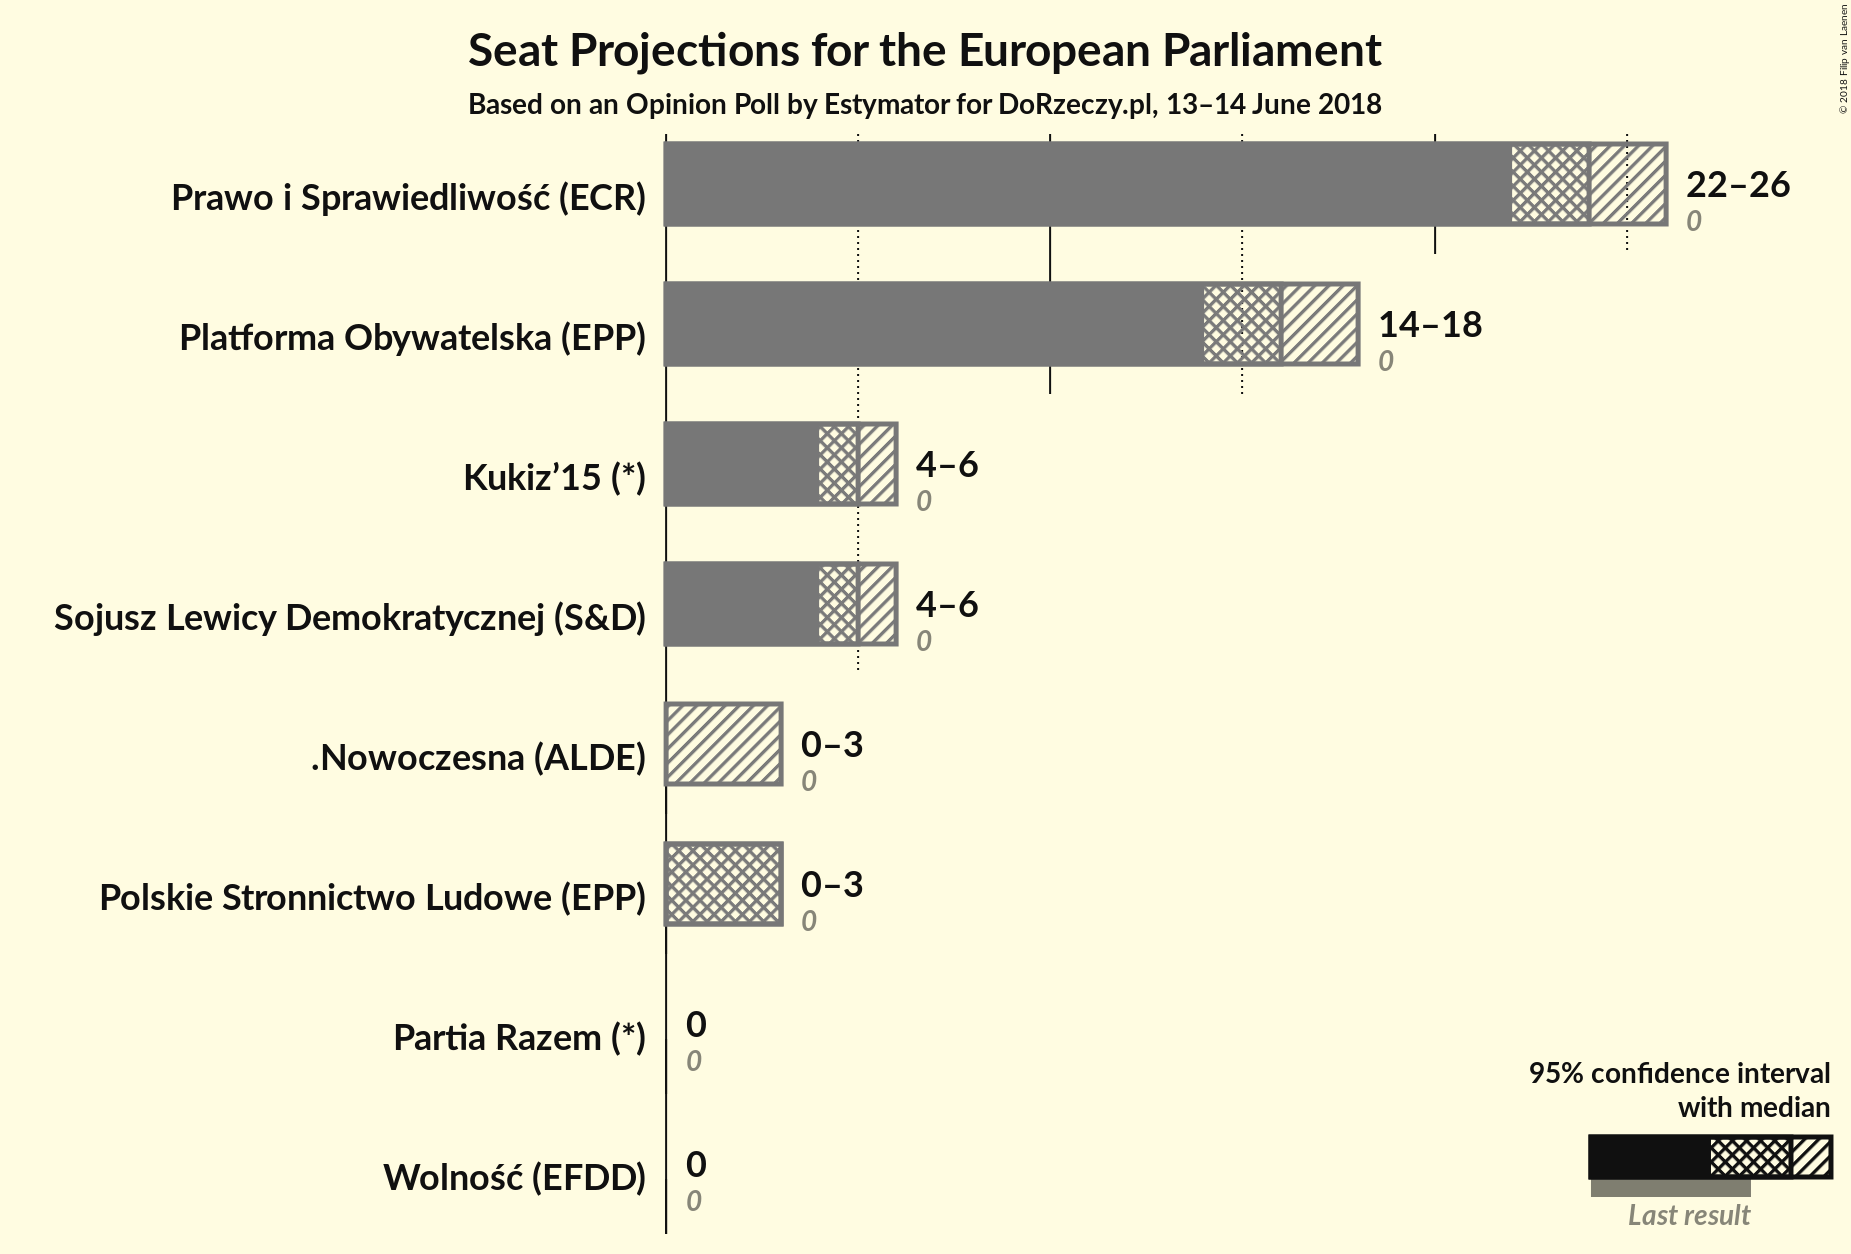 Seat Projections for the European Parliament
Based on an Opinion Poll by Estymator for DoRzeczy.pl, 13–14 June 2018
© 2018 Filip van Laenen
Prawo i Sprawiedliwość (ECR)
22–26
0
Platforma Obywatelska (EPP)
14–18
0
Kukiz’15 (*)
4–6
0
Sojusz Lewicy Demokratycznej (S&D)
4–6
0
.Nowoczesna (ALDE)
0–3
0
Polskie Stronnictwo Ludowe (EPP)
0–3
0
Partia Razem (*)
0
0
Wolność (EFDD)
0
0
95% confidence interval
with median
Last result